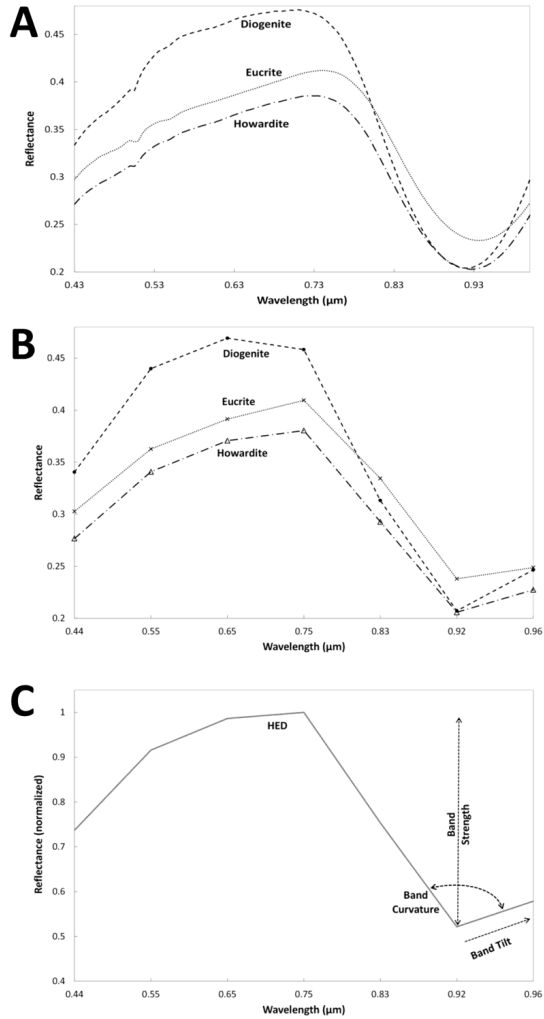 A
0.45
0.4
0.35
0.3
0.25
0.2
Reflectance
Diogenite
Eucrite
Howardite
0.43 0.53 0.63 0.73 0.83 0.93
Wavelength (µm)
B
0.45
0.4
0.35
0.3
0.25
0.2
Reflectance
Diogenite
Eucrite
Howardite
0.44 0.55 0.65 0.75 0.83 0.92 0.96
Wavelength (µm)
C
1
0.9
0.8
0.7
0.6
0.5
0.4
Reflectance (normalized)
HED
Band
Strength
Band
Curvature
Band Tilt
0.44 0.55 0.65 0.75 0.83 0.92 0.96
Wavelength (µm)